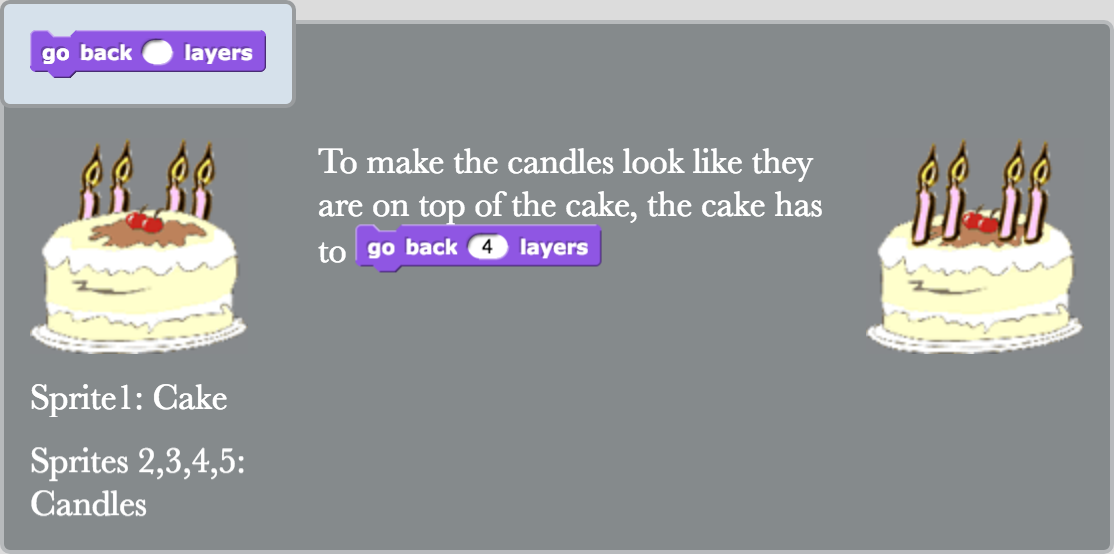 go back layers
To make the candles look like they
are on top of the cake, the cake has
to go back 4 layers
Sprite1: Cake
Sprites 2,3,4,5:
Candles